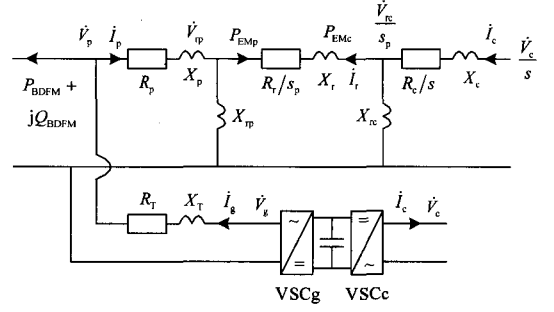 V̇p İp V̇rp PEMp PEMc V̇rc/sp İc V̇c/s
Rp Xp Rr/sp Xr İr Rc/s Xc
PBDFM +
jQBDFM
Xrp Xrc
RT XT İg V̇g İc V̇c
~ = = ~
VSCg VSCc